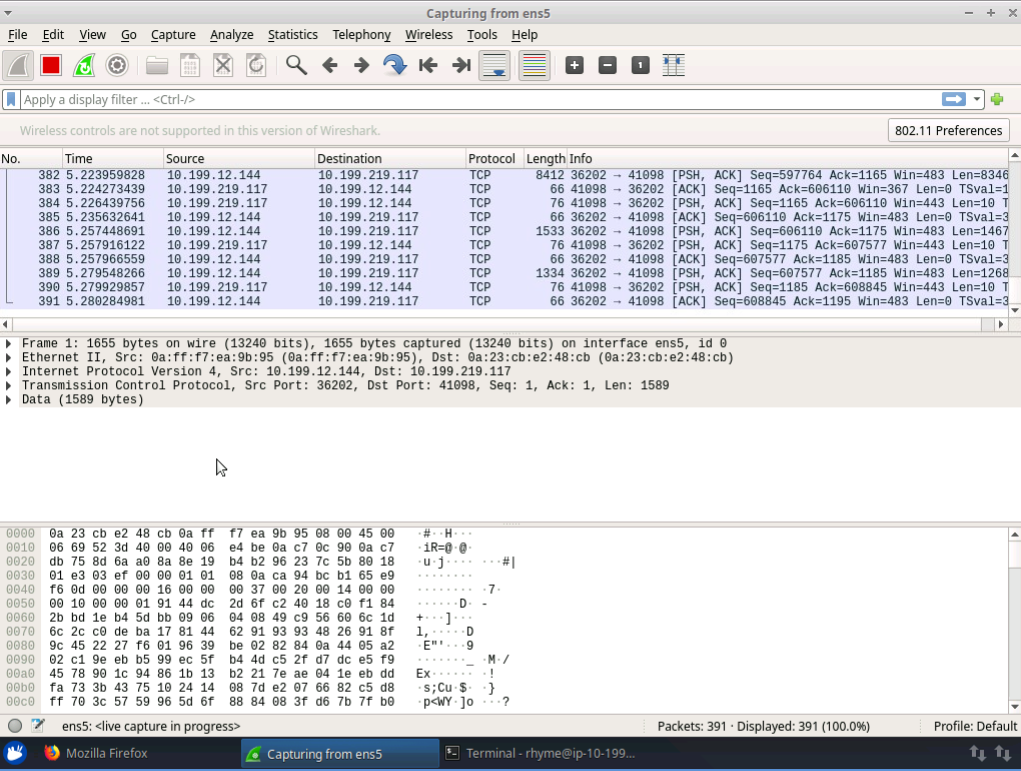 Capturing from ens5
File Edit View Go Capture Analyze Statistics Telephony Wireless Tools Help
Apply a display filter ... <Ctrl-/>
Wireless controls are not supported in this version of Wireshark.
802.11 Preferences
No. Time Source Destination Protocol Length Info
382 5.223959828 10.199.12.144 10.199.219.117 TCP 8412 36202 → 41098 [PSH, ACK] Seq=597764 Ack=1165 Win=483 Len=8346
383 5.224273439 10.199.219.117 10.199.12.144 TCP 66 41098 → 36202 [ACK] Seq=1165 Ack=606110 Win=367 Len=0 TSval=1
384 5.226439756 10.199.219.117 10.199.12.144 TCP 76 41098 → 36202 [PSH, ACK] Seq=1165 Ack=606110 Win=443 Len=10 T
385 5.235632641 10.199.12.144 10.199.219.117 TCP 66 36202 → 41098 [ACK] Seq=606110 Ack=1175 Win=483 Len=0 TSval=3
386 5.257448691 10.199.12.144 10.199.219.117 TCP 1533 36202 → 41098 [PSH, ACK] Seq=606110 Ack=1175 Win=483 Len=1467
387 5.257916122 10.199.219.117 10.199.12.144 TCP 76 41098 → 36202 [PSH, ACK] Seq=1175 Ack=607577 Win=443 Len=10 T
388 5.257966559 10.199.12.144 10.199.219.117 TCP 66 36202 → 41098 [ACK] Seq=607577 Ack=1185 Win=483 Len=0 TSval=3
389 5.279548266 10.199.12.144 10.199.219.117 TCP 1334 36202 → 41098 [PSH, ACK] Seq=607577 Ack=1185 Win=483 Len=1268
390 5.279929857 10.199.219.117 10.199.12.144 TCP 76 41098 → 36202 [PSH, ACK] Seq=1185 Ack=608845 Win=443 Len=10 T
391 5.280284981 10.199.12.144 10.199.219.117 TCP 66 36202 → 41098 [ACK] Seq=608845 Ack=1195 Win=483 Len=0 TSval=3
Frame 1: 1655 bytes on wire (13240 bits), 1655 bytes captured (13240 bits) on interface ens5, id 0
Ethernet II, Src: 0a:ff:f7:ea:9b:95 (0a:ff:f7:ea:9b:95), Dst: 0a:23:cb:e2:48:cb (0a:23:cb:e2:48:cb)
Internet Protocol Version 4, Src: 10.199.12.144, Dst: 10.199.219.117
Transmission Control Protocol, Src Port: 36202, Dst Port: 41098, Seq: 1, Ack: 1, Len: 1589
Data (1589 bytes)
0000 0a 23 cb e2 48 cb 0a ff f7 ea 9b 95 08 00 45 00 ·#··H···
0010 06 69 52 3d 40 00 40 06 e4 be 0a c7 0c 90 0a c7 ·iR=@·@·
0020 db 75 8d 6a a0 8a 8e 19 b4 b2 96 23 7c 5b 80 18 ·u·j···· ···#|
0030 01 e3 03 ef 00 00 01 01 08 0a ca 94 bc b1 65 e9 ········
0040 f6 0d 00 00 00 16 00 00 00 37 00 20 00 14 00 00 ········ ·7·
0050 00 10 00 00 01 91 44 dc 2d 6f c2 40 18 c0 f1 84 ······D· -
0060 2b bd 1e b4 5d bb 09 06 04 08 49 c9 56 60 6c 1d +···]···
0070 6c 2c c0 de ba 17 81 44 62 91 93 93 48 26 91 8f l,·····D
0080 9c 45 22 27 f6 01 96 39 be 02 82 84 0a 44 05 a2 ·E"'···9
0090 02 c1 9e eb b5 99 ec 5f b4 4d c5 2f d7 dc e5 f9 ·······_ ·M·/
00a0 45 78 90 1c 94 86 1b 13 b2 21 7e ae 04 1e eb dd Ex······ ·!
00b0 fa 73 3b 43 75 10 24 14 08 7d e2 07 66 82 c5 d8 ·s;Cu·$· ·}
00c0 ff 70 3c 57 59 96 5d 6f 88 84 08 3f d6 7b 7f b0 ·p<WY·]o ···?
ens5: <live capture in progress> Packets: 391 · Displayed: 391 (100.0%) Profile: Default
Mozilla Firefox Capturing from ens5 Terminal - rhyme@ip-10-199...